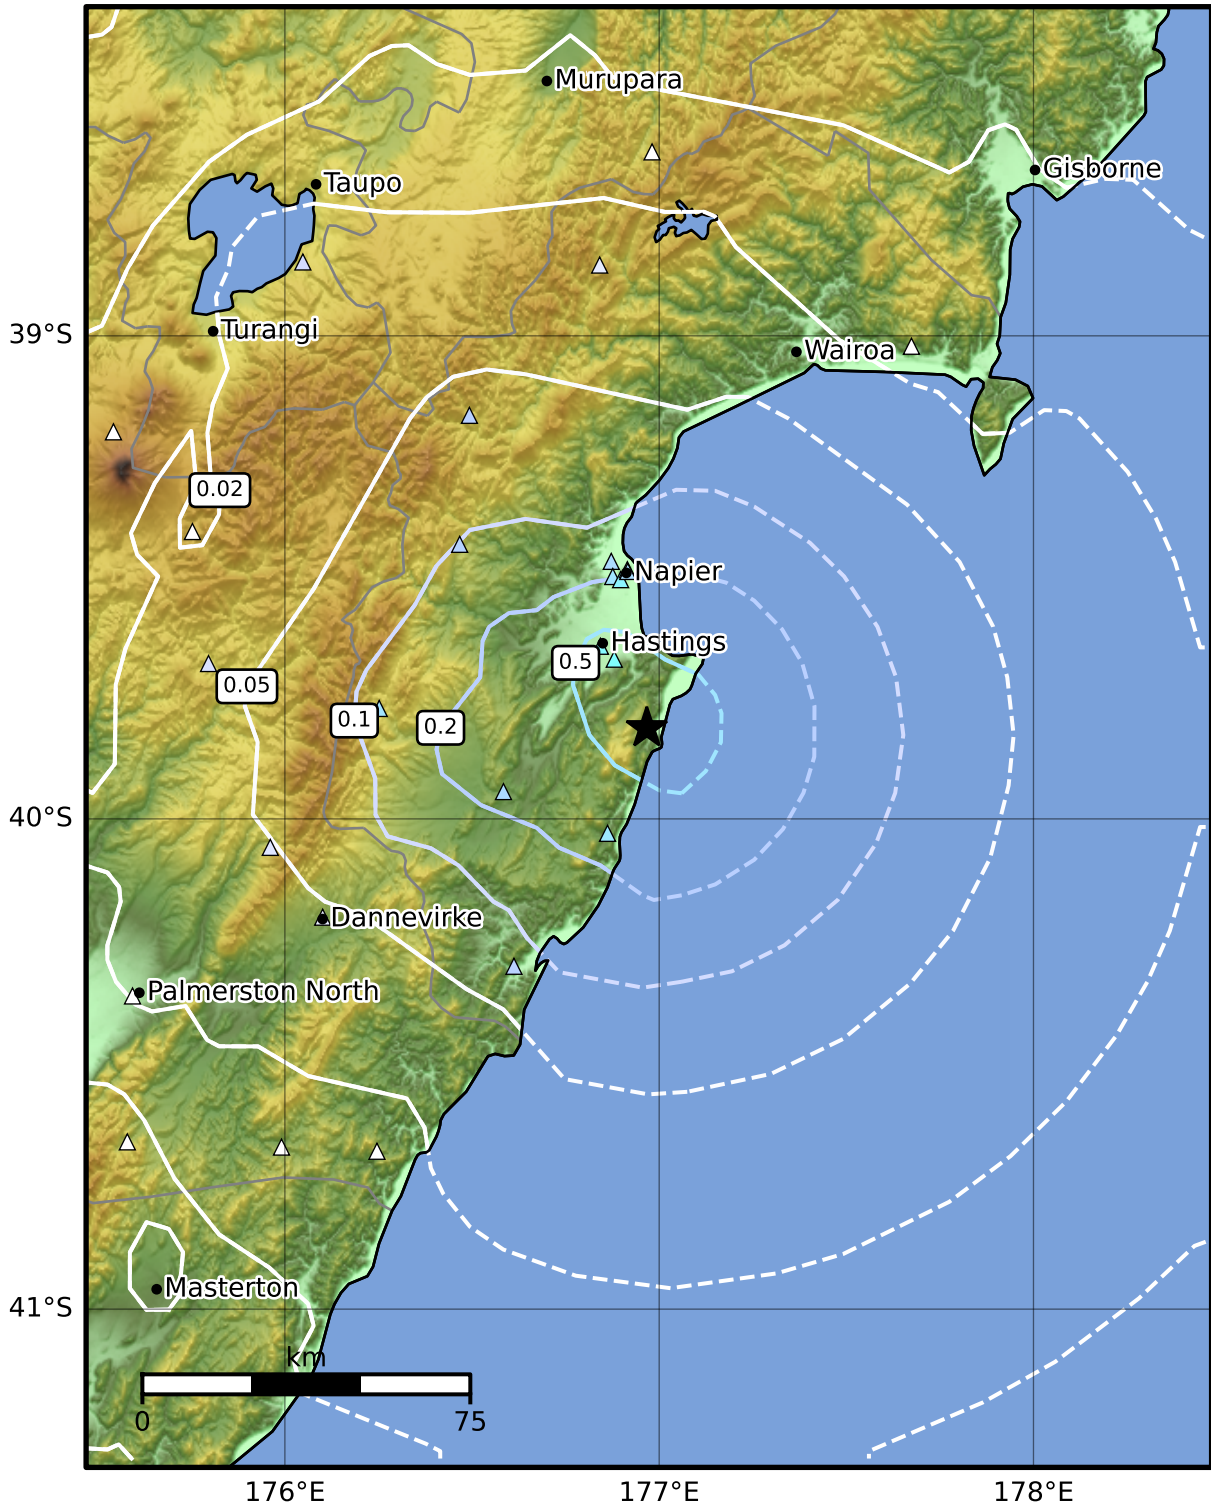 Murupara
Gisborne
Taupo
Turangi
39°S
Wairoa
0.02
Napier
Hastings
0.5
0.05
0.1
0.2
40°S
Dannevirke
Palmerston North
Masterton
41°S
km
0 75
176°E 177°E 178°E